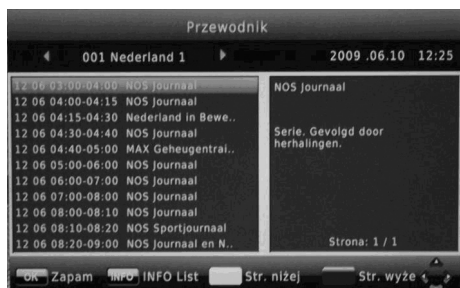 Przewodnik
001 Nederland 1 2009 .06.10 12:25
12 06 03:00-04:00 NOS Journaal
12 06 04:00-04:15 NOS Journaal
12 06 04:15-04:30 Nederland in Bewe..
12 06 04:30-04:40 NOS Journaal
12 06 04:40-05:00 MAX Geheugentrai..
12 06 05:00-06:00 NOS Journaal
12 06 06:00-07:00 NOS Journaal
12 06 07:00-08:00 NOS Journaal
12 06 08:00-08:10 NOS Journaal
12 06 08:10-08:20 NOS Sportjournaal
12 06 08:20-09:00 NOS Journaal en N..
NOS Journaal
Serie. Gevolgd door
herhalingen.
Strona: 1 / 1
OK Zapam INFO INFO List Str. niżej Str. wyże